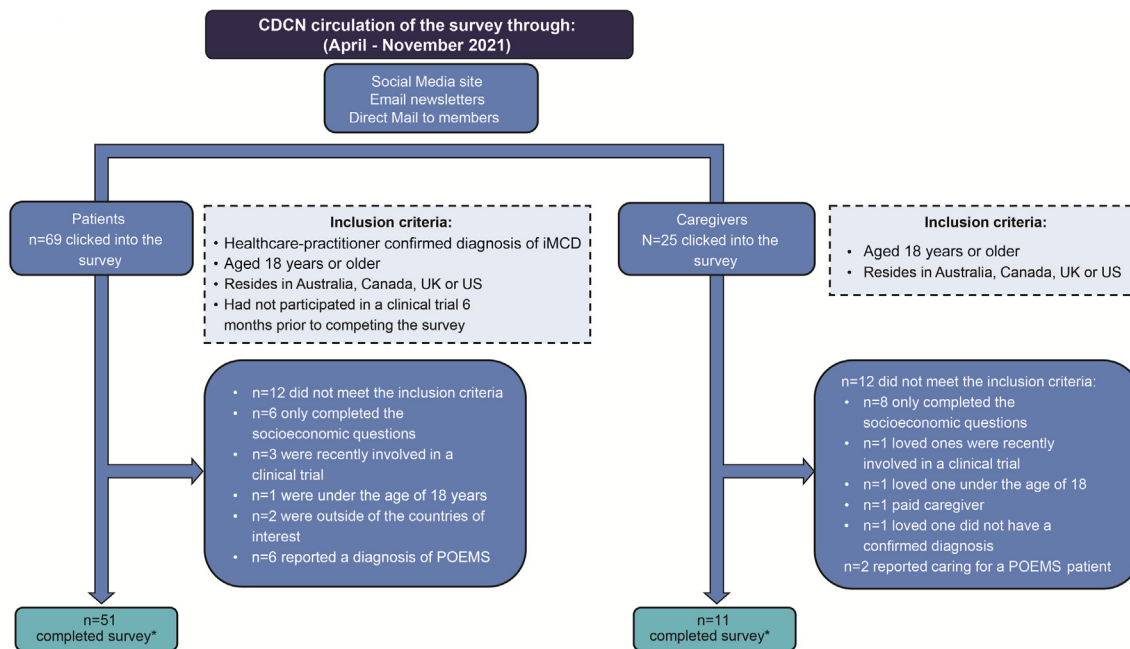 CDCN circulation of the survey through:
(April - November 2021)
Social Media site
Email newsletters
Direct Mail to members
Patients
n=69 clicked into the
survey
Inclusion criteria:
• Healthcare-practitioner confirmed diagnosis of iMCD
• Aged 18 years or older
• Resides in Australia, Canada, UK or US
• Had not participated in a clinical trial 6
months prior to competing the survey
Caregivers
N=25 clicked into the
survey
Inclusion criteria:
• Aged 18 years or older
• Resides in Australia, Canada, UK or US
• n=12 did not meet the inclusion criteria
• n=6 only completed the
socioeconomic questions
• n=3 were recently involved in a
clinical trial
• n=1 were under the age of 18 years
• n=2 were outside of the countries of
interest
• n=6 reported a diagnosis of POEMS
n=12 did not meet the inclusion criteria:
• n=8 only completed the
socioeconomic questions
• n=1 loved ones were recently
involved in a clinical trial
• n=1 loved one under the age of 18
• n=1 paid caregiver
• n=1 loved one did not have a
confirmed diagnosis
n=2 reported caring for a POEMS patient
n=51
completed survey*
n=11
completed survey*